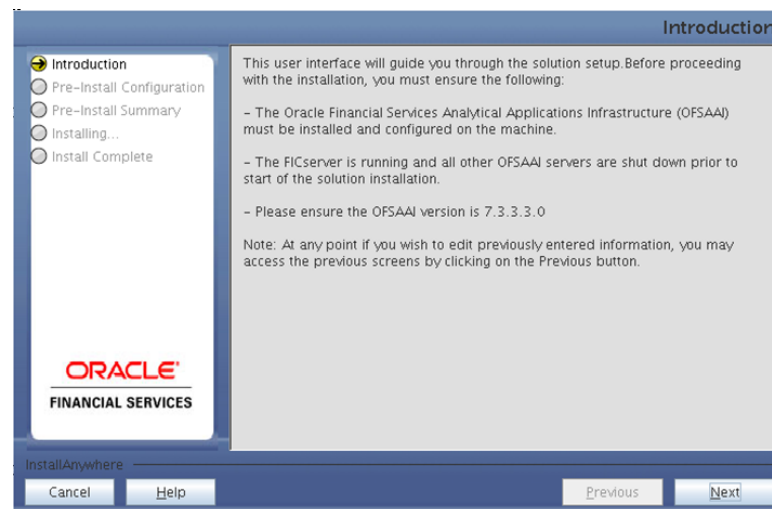 Introduction
Introduction
Pre-Install Configuration
Pre-Install Summary
Installing...
Install Complete
ORACLE
FINANCIAL SERVICES
This user interface will guide you through the solution setup.Before proceeding
with the installation, you must ensure the following:
- The Oracle Financial Services Analytical Applications Infrastructure (OFSAAI)
must be installed and configured on the machine.
- The FICserver is running and all other OFSAAI servers are shut down prior to
start of the solution installation.
- Please ensure the OFSAAI version is 7.3.3.3.0
Note: At any point if you wish to edit previously entered information, you may
access the previous screens by clicking on the Previous button.
InstallAnywhere
Cancel
Help
Previous
Next